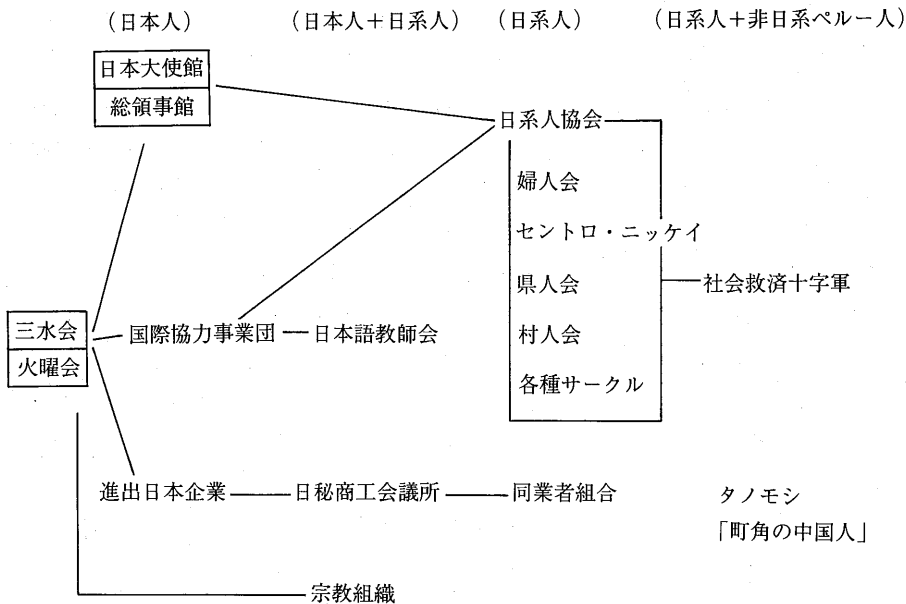 (日本人) (日本人+日系人) (日系人) (日系人+非日系ペルー人)
日本大使館
総領事館
日系人協会
婦人会
セントロ・ニッケイ
県人会
社会救済十字軍
三水会
国際協力事業団
日本語教師会
村人会
火曜会
各種サークル
進出日本企業
日秘商工会議所
同業者組合
タノモシ
「町角の中国人」
宗教組織